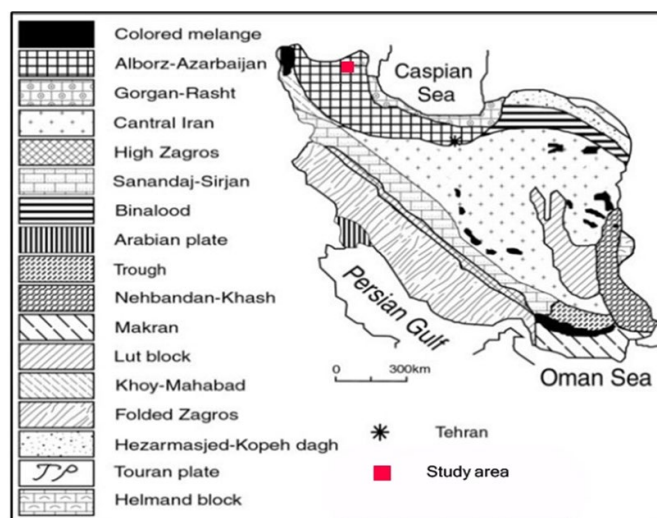 Colored melange
Alborz-Azarbaijan
Gorgan-Rasht
Cantral Iran
High Zagros
Sanandaj-Sirjan
Binalood
Arabian plate
Trough
Nehbandan-Khash
Makran
Lut block
Khoy-Mahabad
Folded Zagros
Hezarmasjed-Kopeh dagh
Touran plate
Helmand block
Caspian
Sea
Persian Gulf
0 300km
Oman Sea
Tehran
Study area